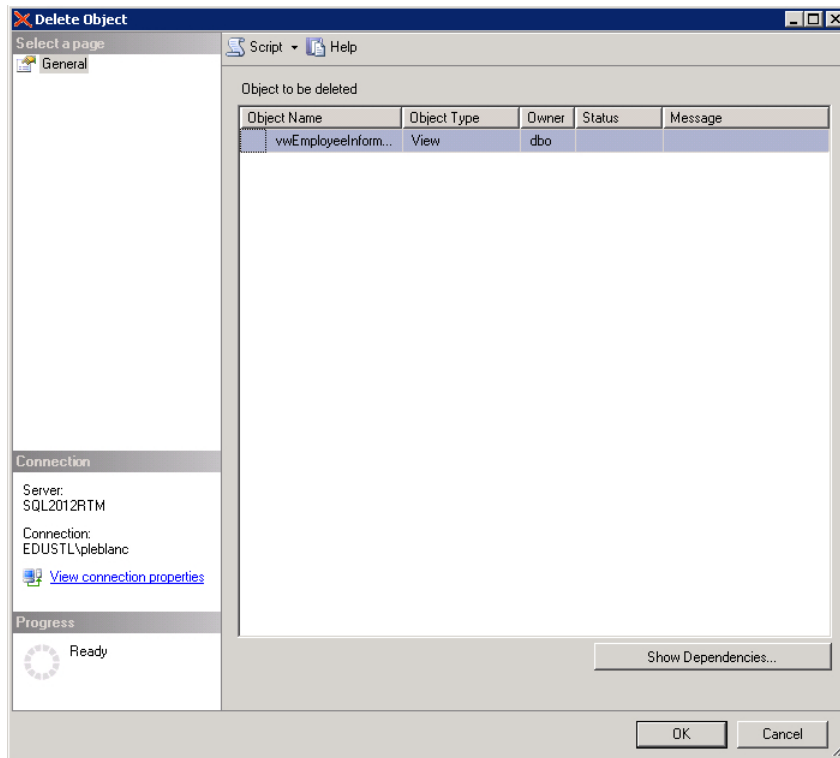 Delete Object
Select a page
General
Script Help
Object to be deleted
Object Name Object Type Owner Status Message
vwEmployeeInform... View dbo
Connection
Server:
SQL2012RTM
Connection:
EDUSTL\pleblanc
View connection properties
Progress
Ready
Show Dependencies...
OK Cancel